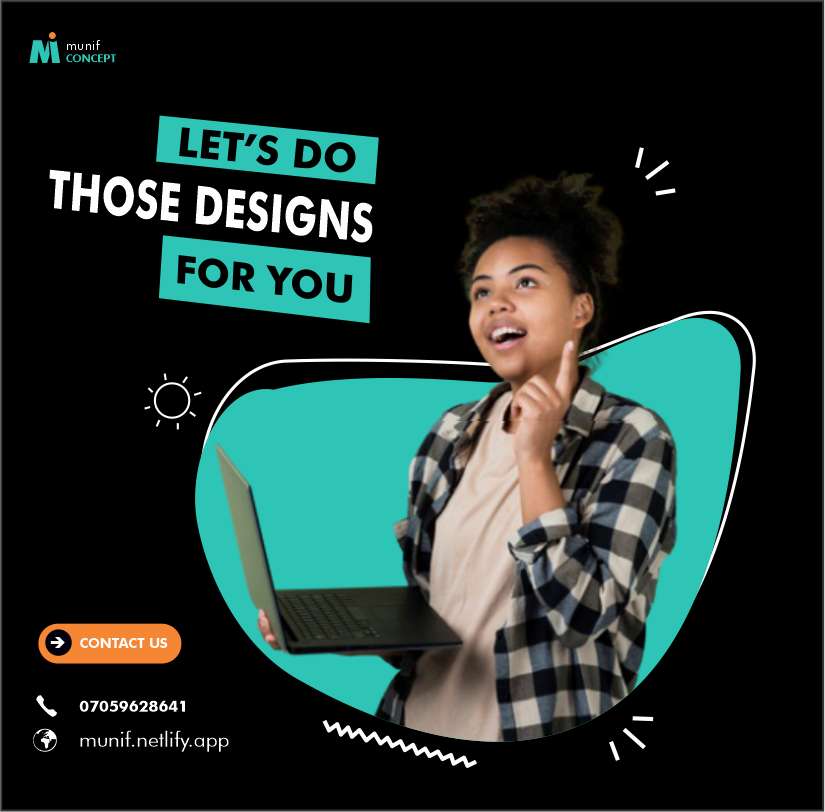 munif
CONCEPT
LET'S DO
THOSE DESIGNS
FOR YOU
CONTACT US
07059628641
munif.netlify.app